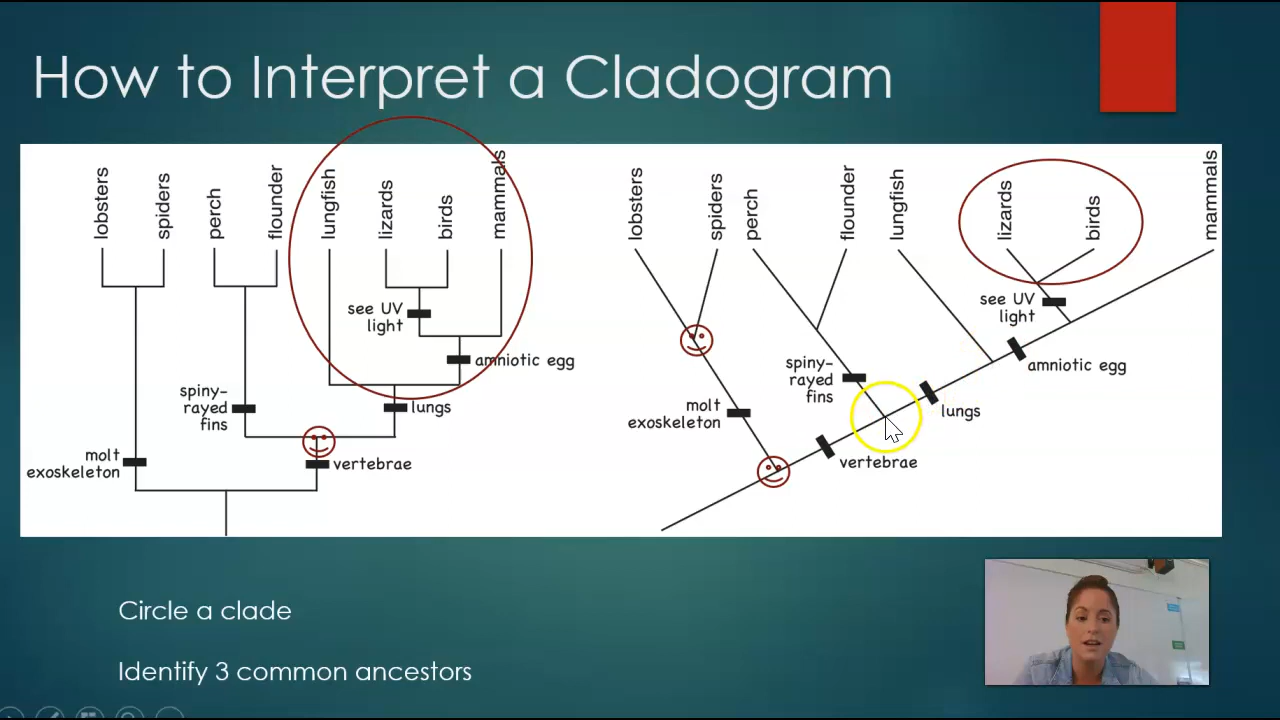 How to Interpret a Cladogram
lobsters
spiders
perch
flounder
lungfish
lizards
birds
mammals
see UV
light
amniotic egg
spiny-
rayed
fins
lungs
molt
exoskeleton
vertebrae
lobsters
spiders
perch
flounder
lungfish
lizards
birds
mammals
see UV
light
amniotic egg
spiny-
rayed
fins
lungs
molt
exoskeleton
vertebrae
Circle a clade
Identify 3 common ancestors